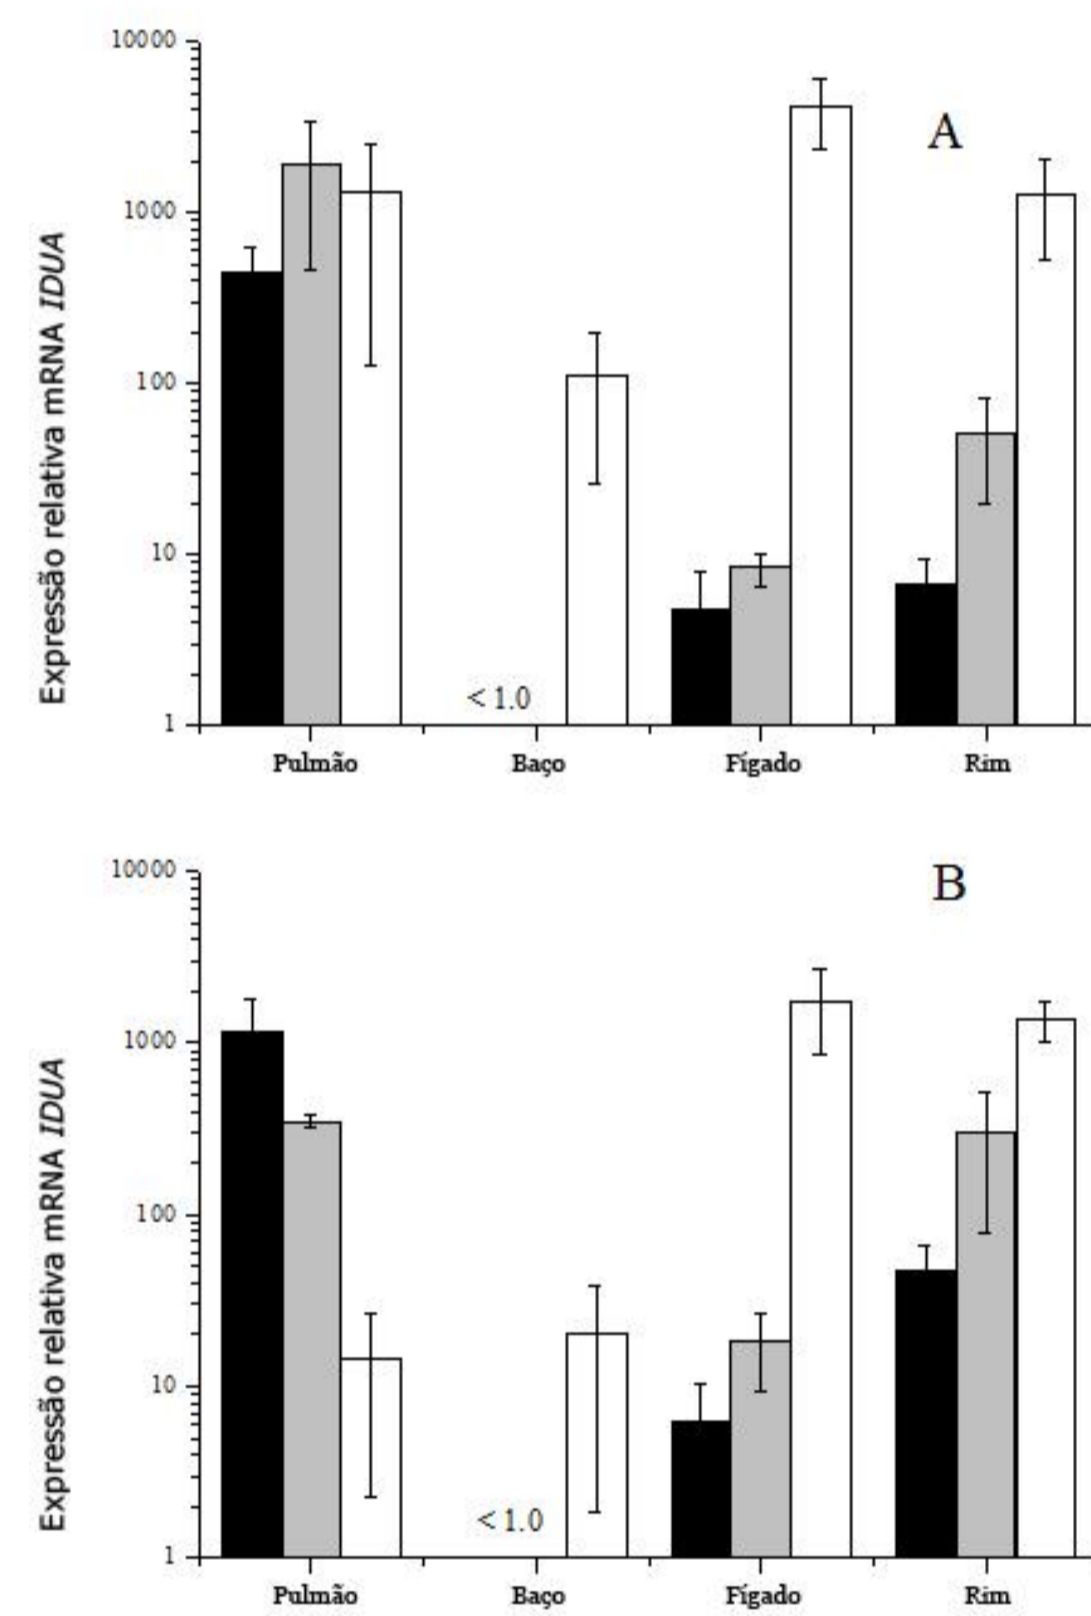 10000
A
1000
100
10
< 1.0
1
Pulmão Baço Fígado Rim
Expressão relativa mRNA IDUA
10000
B
1000
100
10
< 1.0
1
Pulmão Baço Fígado Rim
Expressão relativa mRNA IDUA